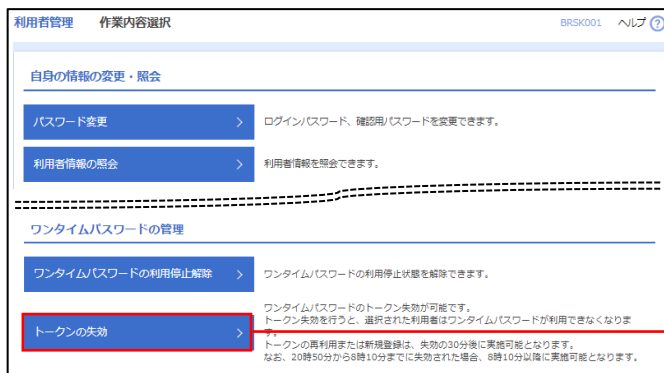 利用者管理 作業内容選択 BRSK001 ヘルプ ?
自身の情報の変更・照会
パスワード変更 ログインパスワード、確認用パスワードを変更できます。
利用者情報の照会 利用者情報を照会できます。
ワンタイムパスワードの管理
ワンタイムパスワードの利用停止解除 ワンタイムパスワードの利用停止状態を解除できます。
ワンタイムパスワードのトークン失効が可能です。
トークン失効を行うと、選択された利用者はワンタイムパスワードが利用できなくなりま
トークンの失効 す。
トークンの再利用または新規登録は、失効の30分後に実施可能となります。
なお、20時50分から8時10分までに失効された場合、8時10分以降に実施可能となります。